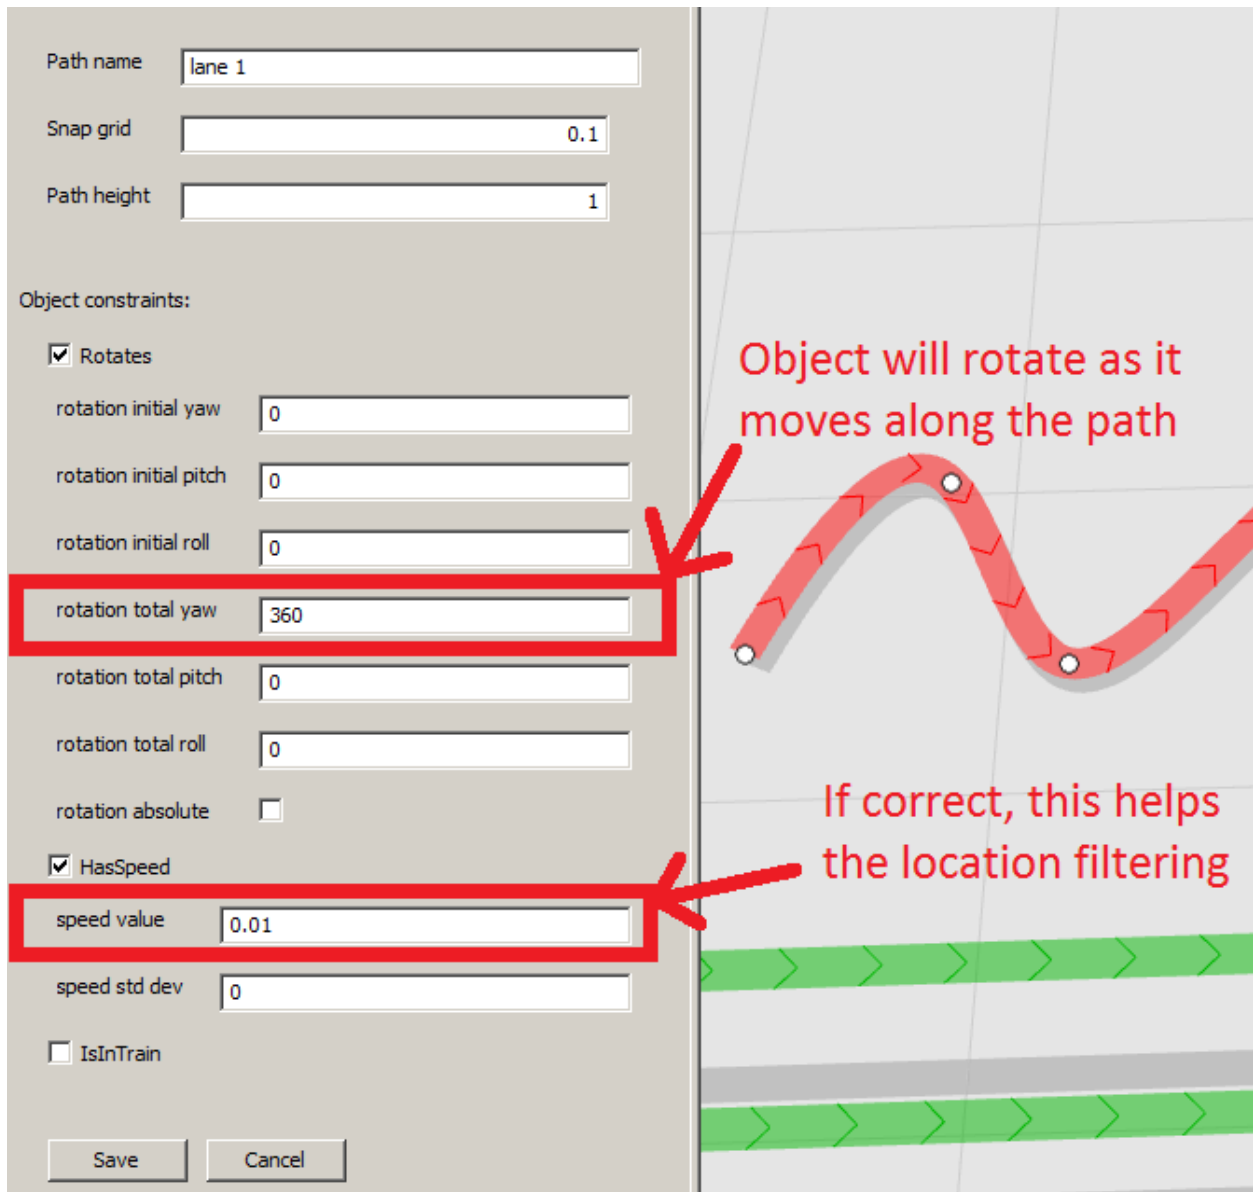 Path name lane 1
Snap grid 0.1
Path height 1
Object constraints:
Rotates
rotation initial yaw 0
rotation initial pitch 0
rotation initial roll 0
rotation total yaw 360
rotation total pitch 0
rotation total roll 0
rotation absolute
HasSpeed
speed value 0.01
speed std dev 0
IsInTrain
Save Cancel
Object will rotate as it
moves along the path
If correct, this helps
the location filtering